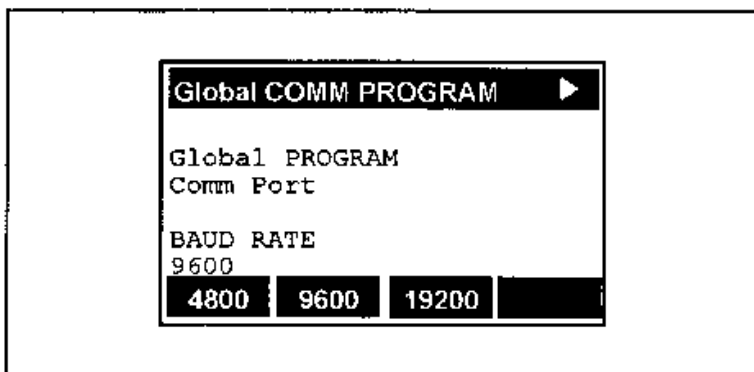 Global COMM PROGRAM
Global PROGRAM
Comm Port
BAUD RATE
9600
4800 9600 19200